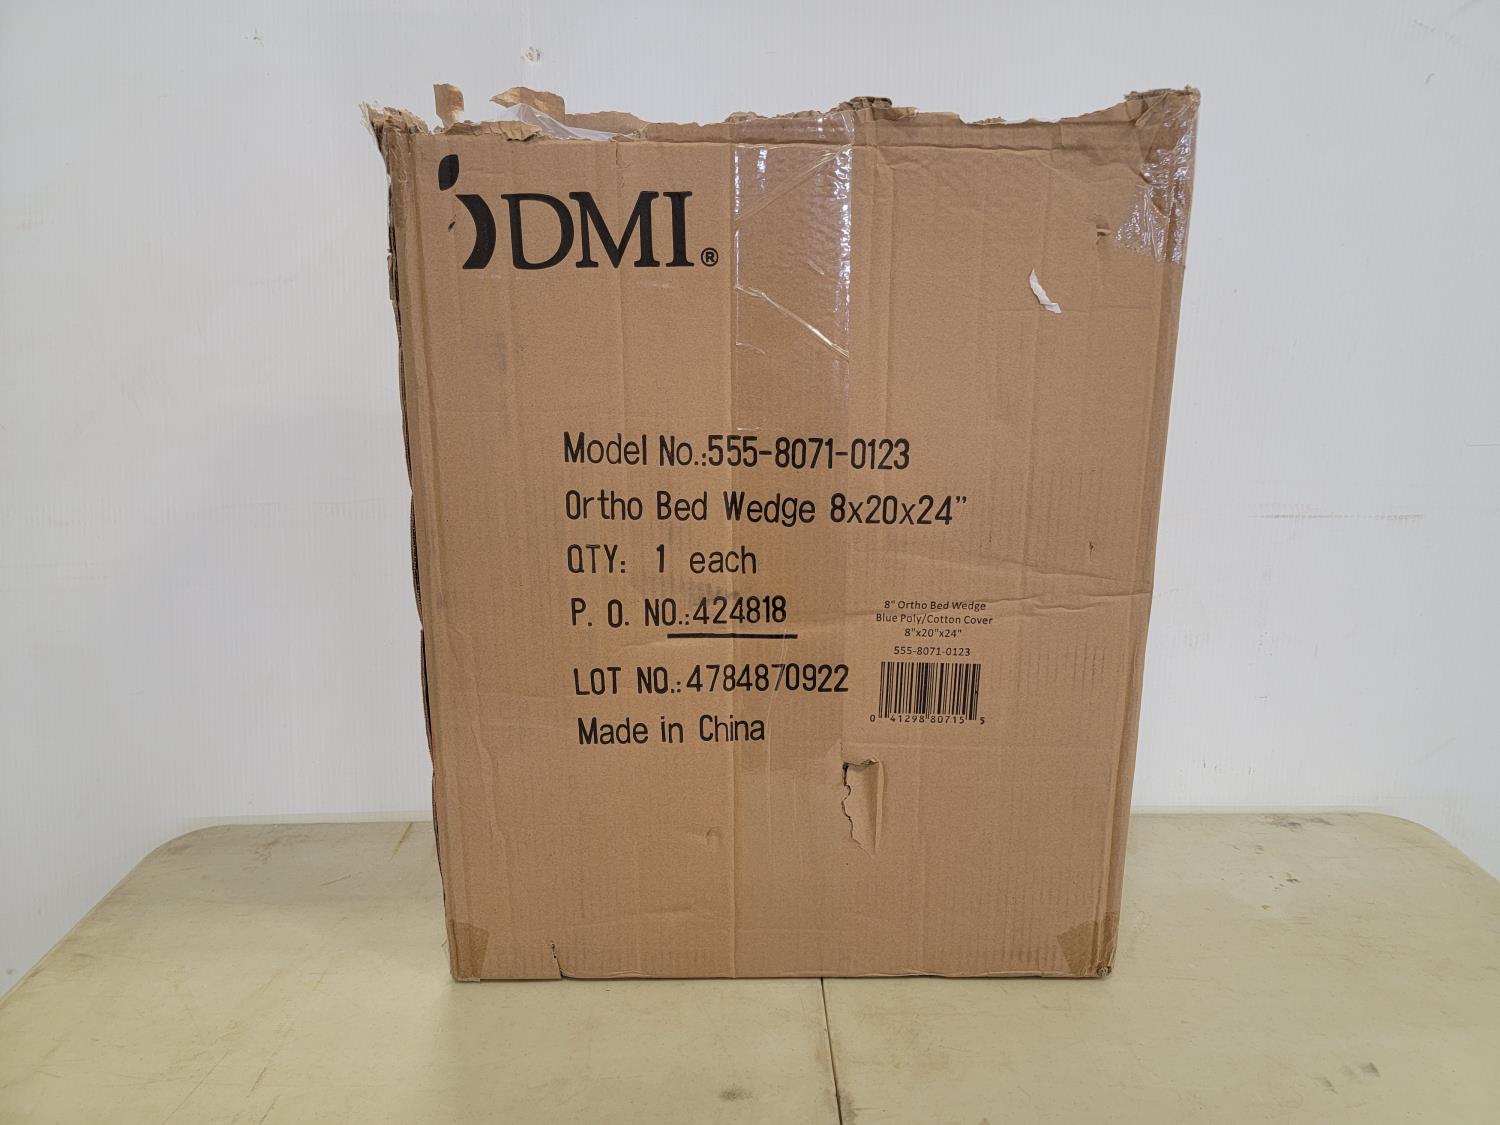 DMI®
Model No.:555-8071-0123
Ortho Bed Wedge 8x20x24”
QTY: 1 each
P. O. NO.:424818
LOT NO.:4784870922
Made in China
8" Ortho Bed Wedge
Blue Poly/Cotton Cover
8"x20"x24"
555-8071-0123
0 41298 80715 5